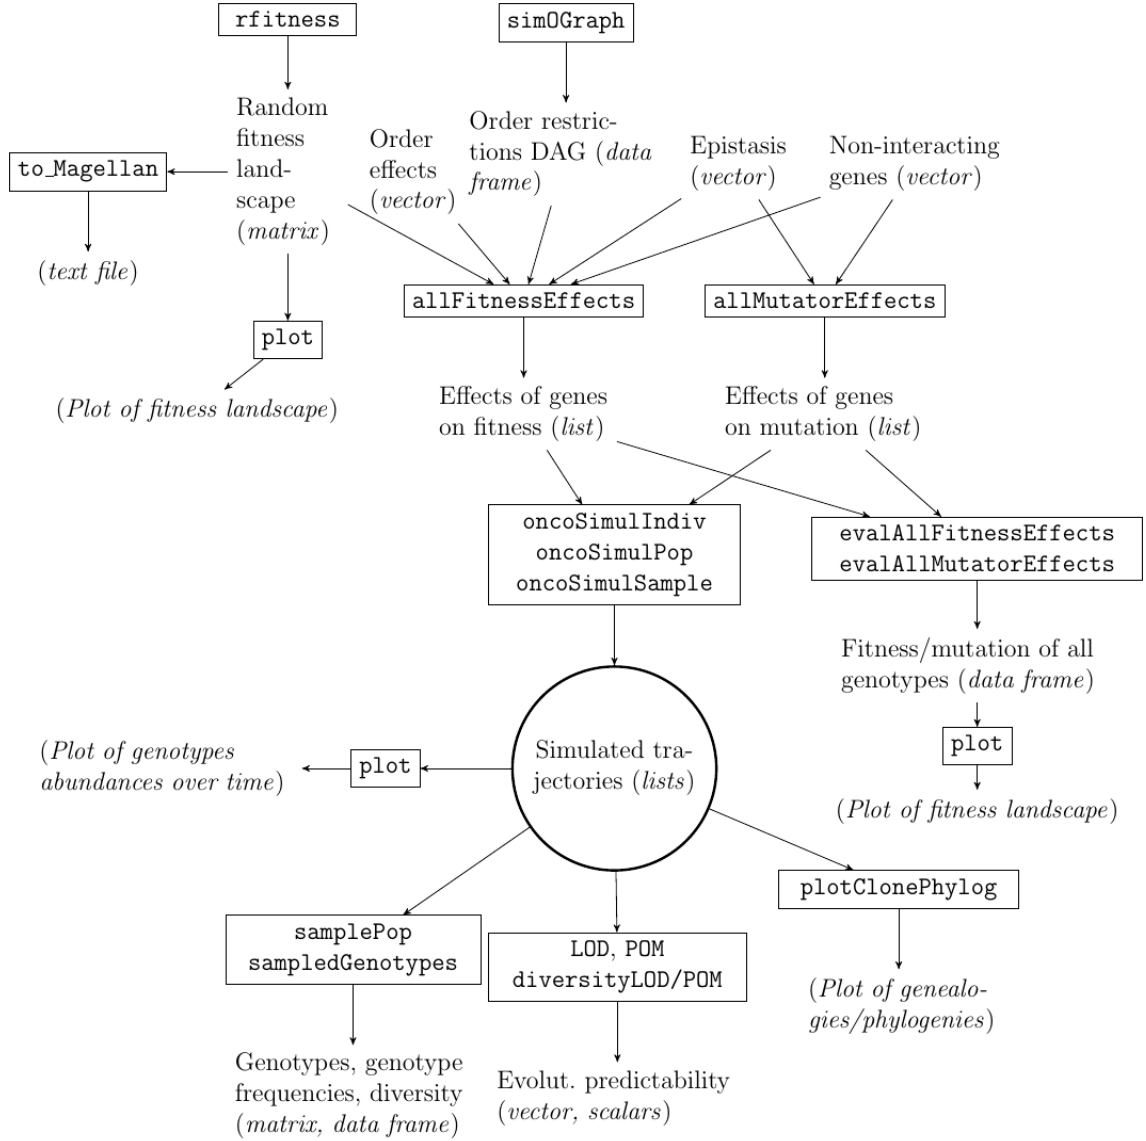 rfitness
simOGraph
Random
fitness
land-
scape
(matrix)
to_Magellan
(text file)
plot
(Plot of fitness landscape)
Order
effects
(vector)
Order restric-
tions DAG (data
frame)
Epistasis
(vector)
Non-interacting
genes (vector)
allFitnessEffects
allMutatorEffects
Effects of genes
on fitness (list)
Effects of genes
on mutation (list)
oncoSimulIndiv
oncoSimulPop
oncoSimulSample
evalAllFitnessEffects
evalAllMutatorEffects
Fitness/mutation of all
genotypes (data frame)
plot
(Plot of fitness landscape)
Simulated tra-
jectories (lists)
plot
(Plot of genotypes
abundances over time)
plotClonePhylog
(Plot of genealo-
gies/phylogenies)
samplePop
sampledGenotypes
Genotypes, genotype
frequencies, diversity
(matrix, data frame)
LOD, POM
diversityLOD/POM
Evolut. predictability
(vector, scalars)